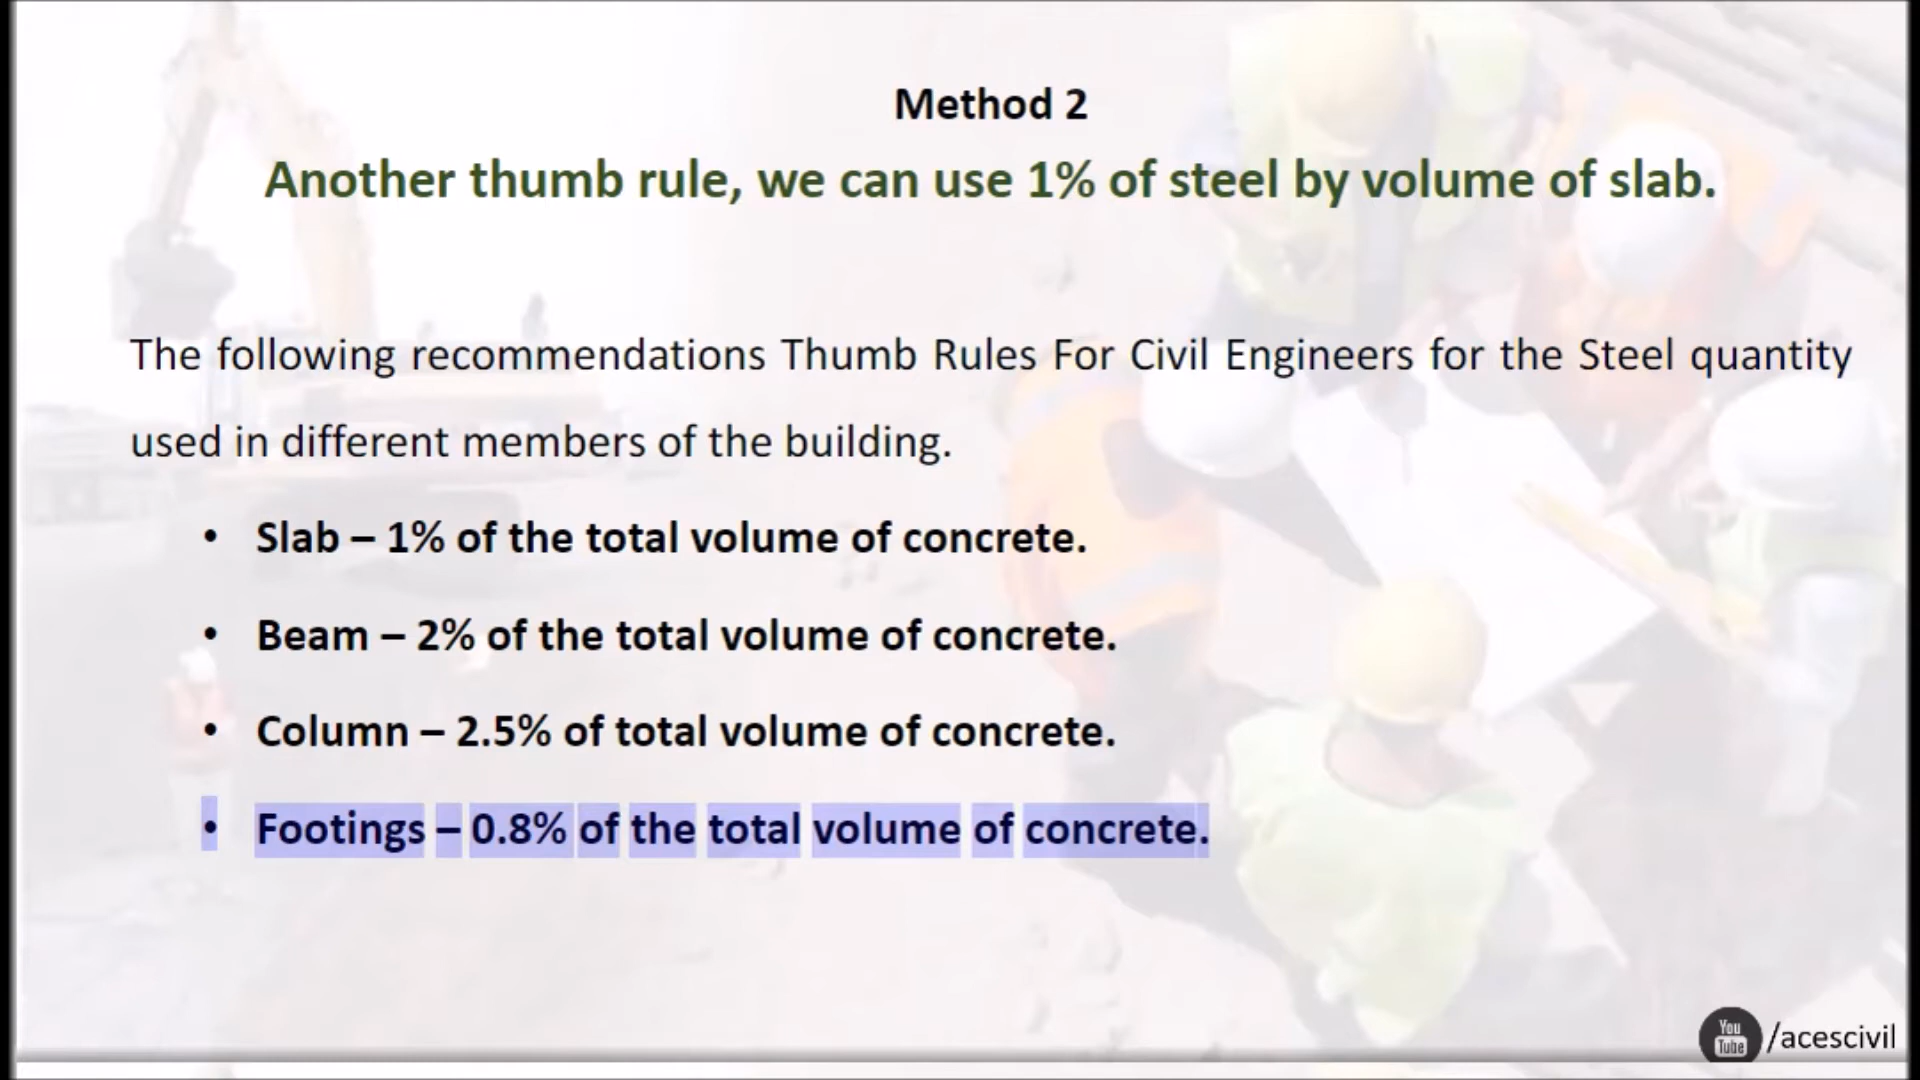 Method 2
Another thumb rule, we can use 1% of steel by volume of slab.
The following recommendations Thumb Rules For Civil Engineers for the Steel quantity
used in different members of the building.
• Slab – 1% of the total volume of concrete.
• Beam – 2% of the total volume of concrete.
• Column – 2.5% of total volume of concrete.
• Footings – 0.8% of the total volume of concrete.
You
Tube /acescivil